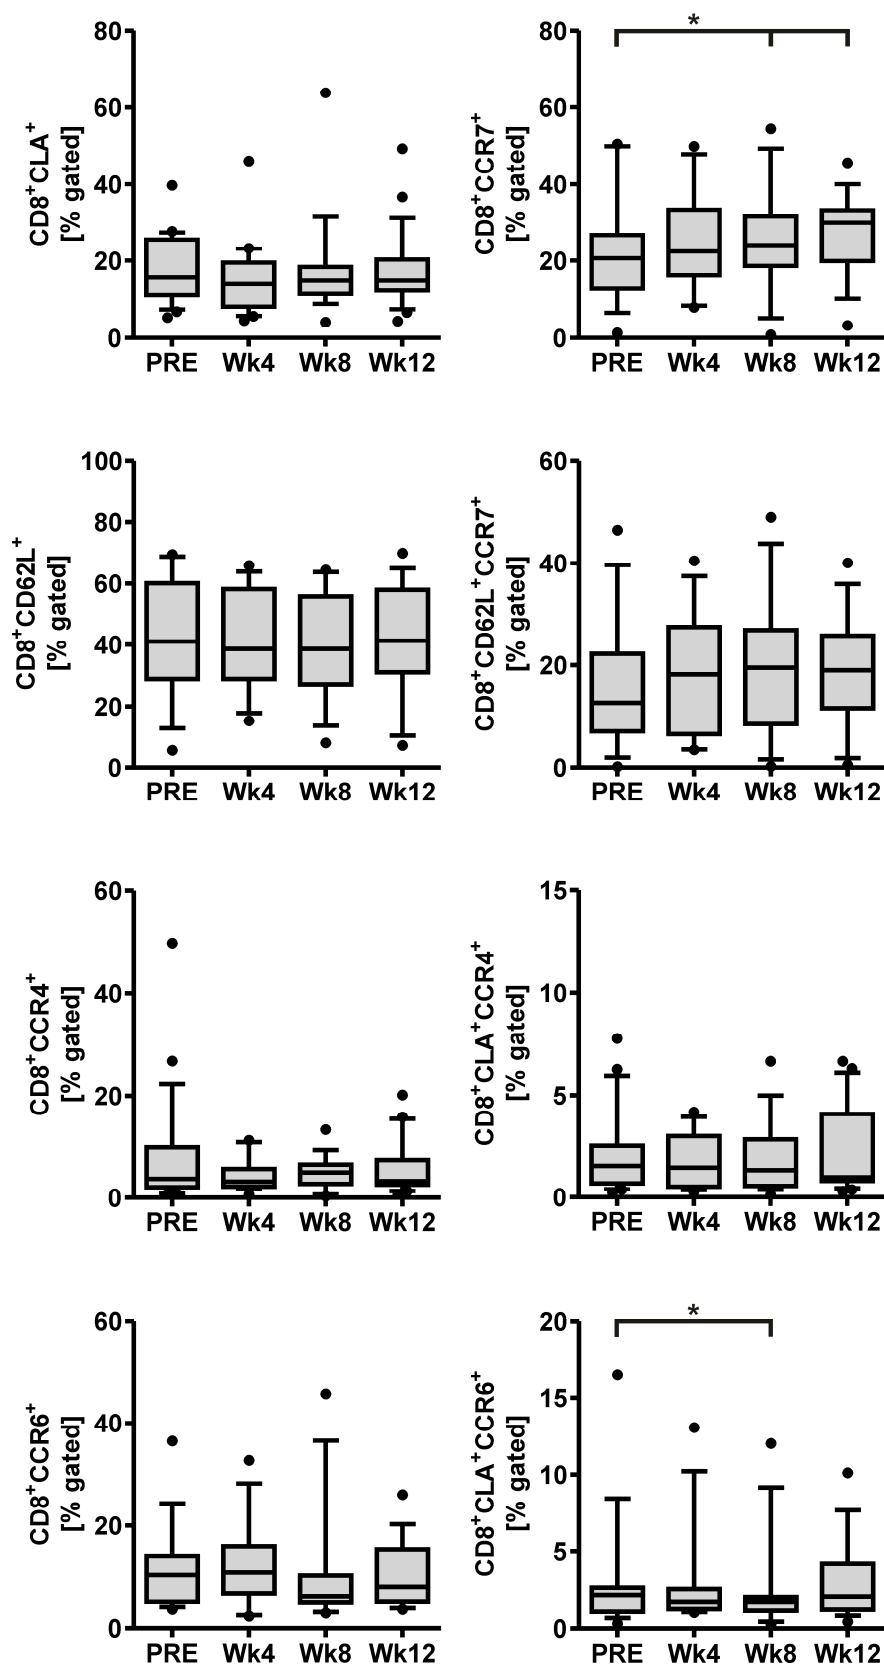 CD8⁺CLA⁺
[% gated]
80
60
40
20
0
PRE Wk4 Wk8 Wk12
CD8⁺CCR7⁺
[% gated]
80
60
40
20
0
*
PRE Wk4 Wk8 Wk12
CD8⁺CD62L⁺
[% gated]
100
80
60
40
20
0
PRE Wk4 Wk8 Wk12
CD8⁺CD62L⁺CCR7⁺
[% gated]
60
40
20
0
PRE Wk4 Wk8 Wk12
CD8⁺CCR4⁺
[% gated]
60
40
20
0
PRE Wk4 Wk8 Wk12
CD8⁺CLA⁺CCR4⁺
[% gated]
15
10
5
0
PRE Wk4 Wk8 Wk12
CD8⁺CCR6⁺
[% gated]
60
40
20
0
PRE Wk4 Wk8 Wk12
CD8⁺CLA⁺CCR6⁺
[% gated]
20
15
10
5
0
*
PRE Wk4 Wk8 Wk12